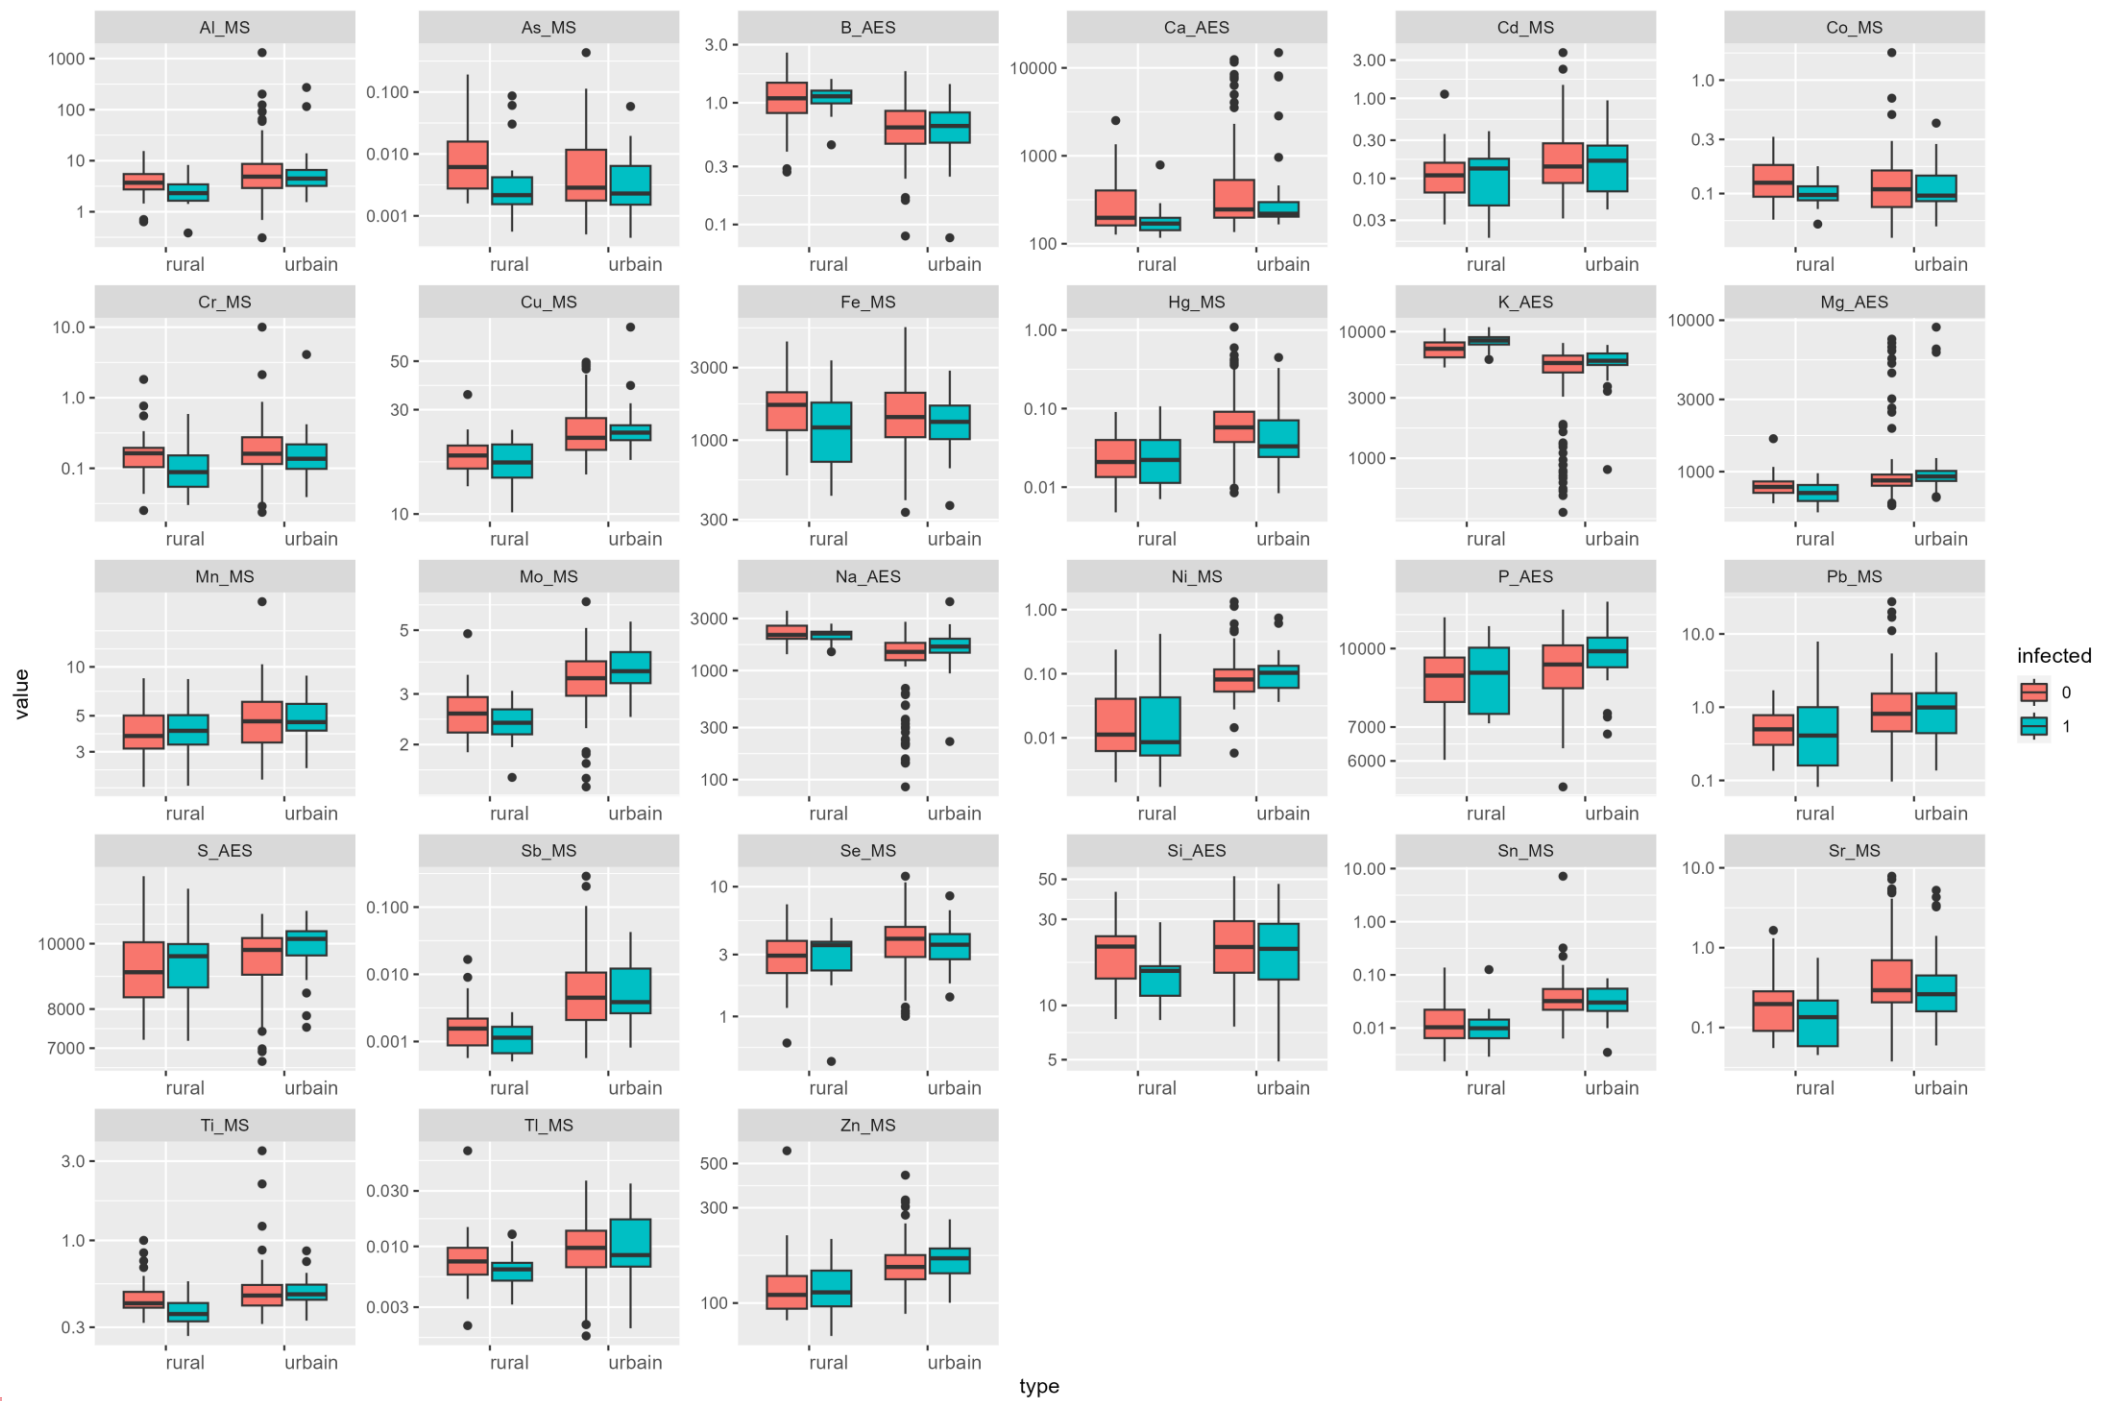 Al_MS As_MS B_AES Ca_AES Cd_MS Co_MS
1000 100 10 1
0.100 0.010 0.001
3.0 1.0 0.3 0.1
10000 1000 100
3.00 1.00 0.30 0.10 0.03
1.0 0.3 0.1
rural urbain rural urbain rural urbain rural urbain rural urbain rural urbain
Cr_MS Cu_MS Fe_MS Hg_MS K_AES Mg_AES
10.0 1.0 0.1
50 30 10
3000 1000 300
1.00 0.10 0.01
10000 3000 1000
10000 3000 1000
rural urbain rural urbain rural urbain rural urbain rural urbain rural urbain
Mn_MS Mo_MS Na_AES Ni_MS P_AES Pb_MS
10 5 3
5 3 2
3000 1000 300 100
1.00 0.10 0.01
10000 7000 6000
10.0 1.0 0.1
rural urbain rural urbain rural urbain rural urbain rural urbain rural urbain
S_AES Sb_MS Se_MS Si_AES Sn_MS Sr_MS
10000 8000 7000
0.100 0.010 0.001
10 3 1
50 30 10 5
10.00 1.00 0.10 0.01
10.0 1.0 0.1
rural urbain rural urbain rural urbain rural urbain rural urbain rural urbain
Ti_MS Tl_MS Zn_MS
3.0 1.0 0.3
0.030 0.010 0.003
500 300 100
rural urbain rural urbain rural urbain
value
type
infected
0
1